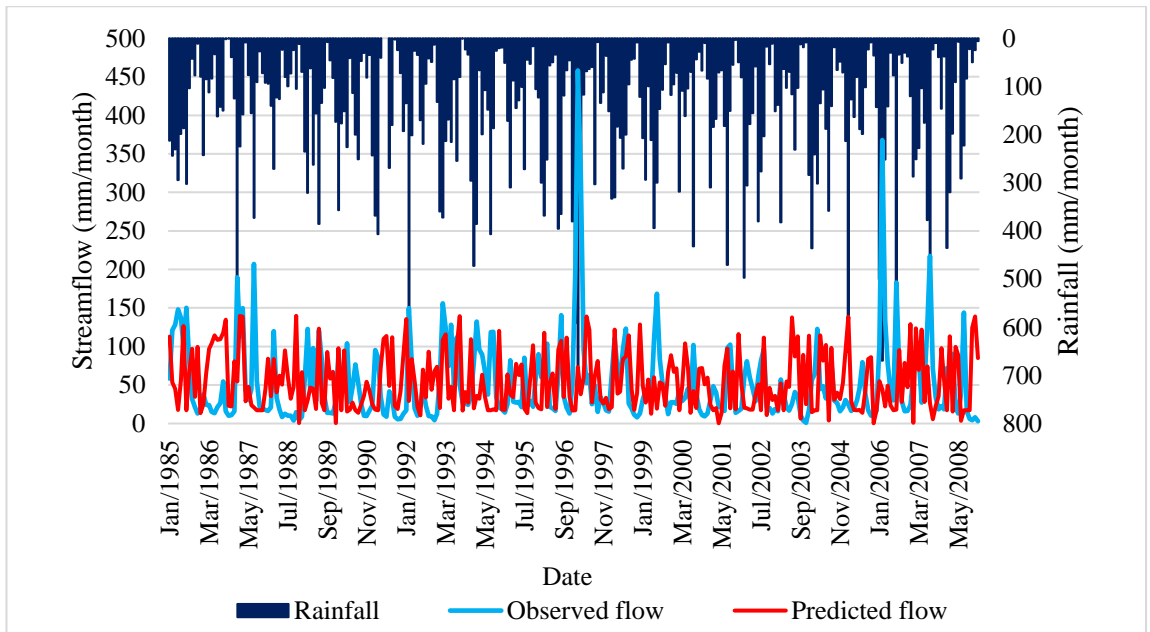 500
450
400
350
300
250
200
150
100
50
0
Streamflow (mm/month)
0
100
200
300
400
500
600
700
800
Rainfall (mm/month)
Jan/1985
Mar/1986
May/1987
Jul/1988
Sep/1989
Nov/1990
Jan/1992
Mar/1993
May/1994
Jul/1995
Sep/1996
Nov/1997
Jan/1999
Mar/2000
May/2001
Jul/2002
Sep/2003
Nov/2004
Jan/2006
Mar/2007
May/2008
Date
Rainfall Observed flow Predicted flow